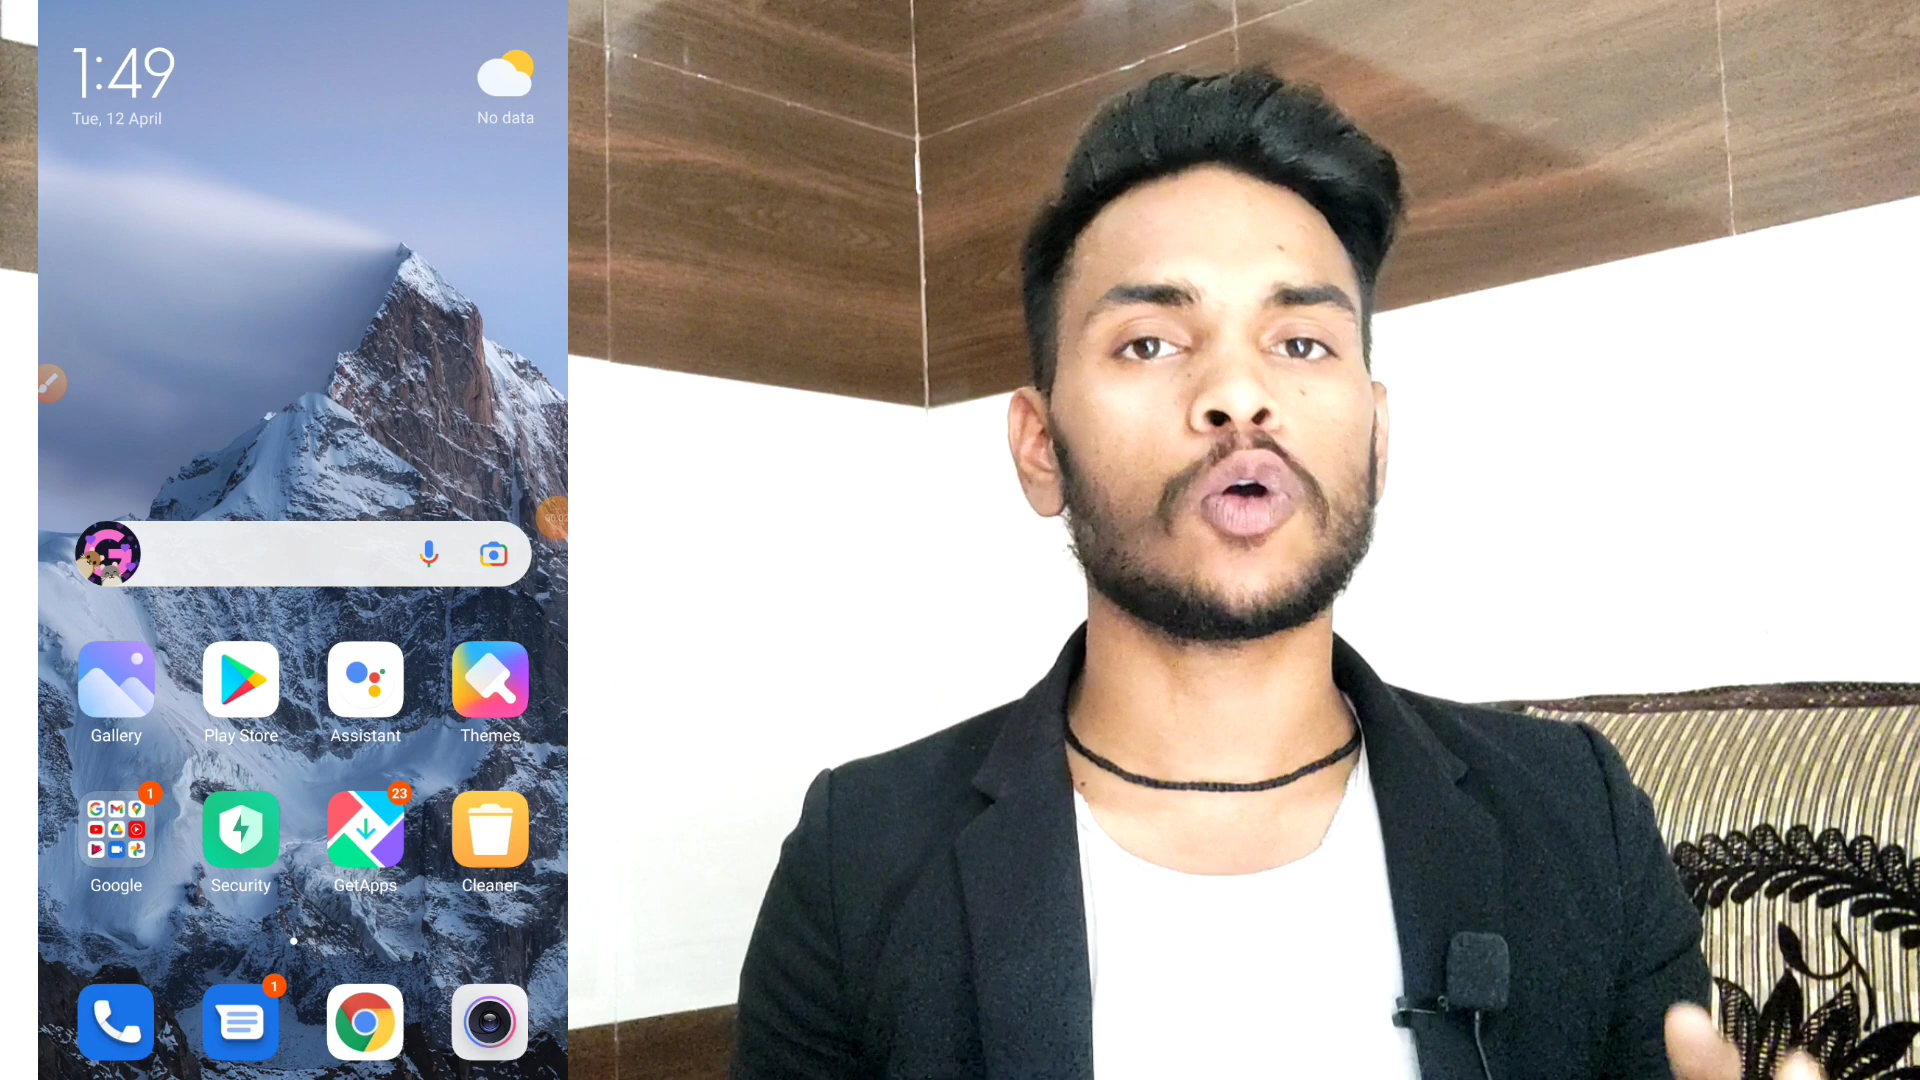 1:49
Tue, 12 April
No data
Gallery
Play Store
Assistant
Themes
1
23
Google
Security
GetApps
Cleaner
1